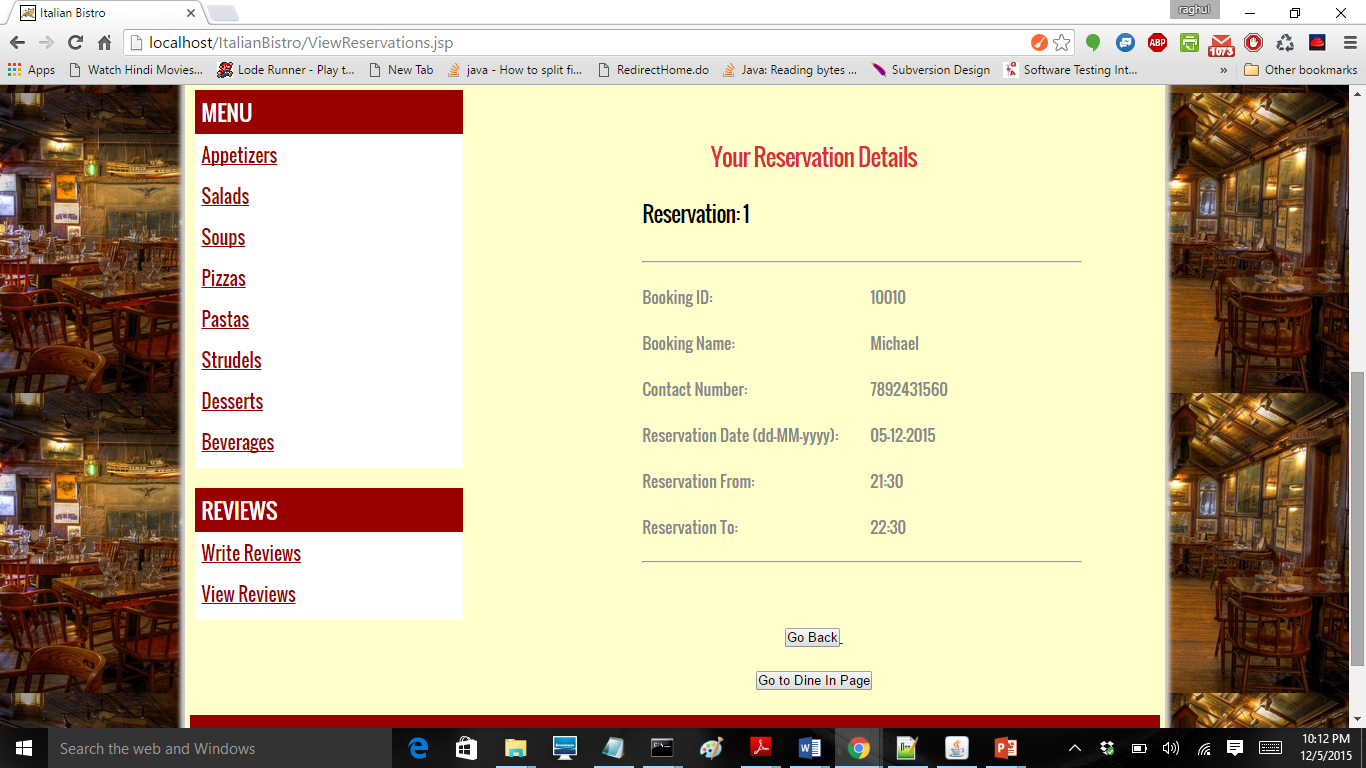 Italian Bistro
raghul
localhost/ItalianBistro/ViewReservations.jsp
ABP
1073
Apps
Watch Hindi Movies...
Lode Runner - Play t...
New Tab
java - How to split fi...
RedirectHome.do
Java: Reading bytes ...
Subversion Design
Software Testing Int...
»
Other bookmarks
MENU
Appetizers
Salads
Soups
Pizzas
Pastas
Strudels
Desserts
Beverages
REVIEWS
Write Reviews
View Reviews
Your Reservation Details
Reservation: 1
Booking ID: 10010
Booking Name: Michael
Contact Number: 7892431560
Reservation Date (dd-MM-yyyy): 05-12-2015
Reservation From: 21:30
Reservation To: 22:30
Go Back
Go to Dine In Page
Search the web and Windows
10:12 PM
12/5/2015